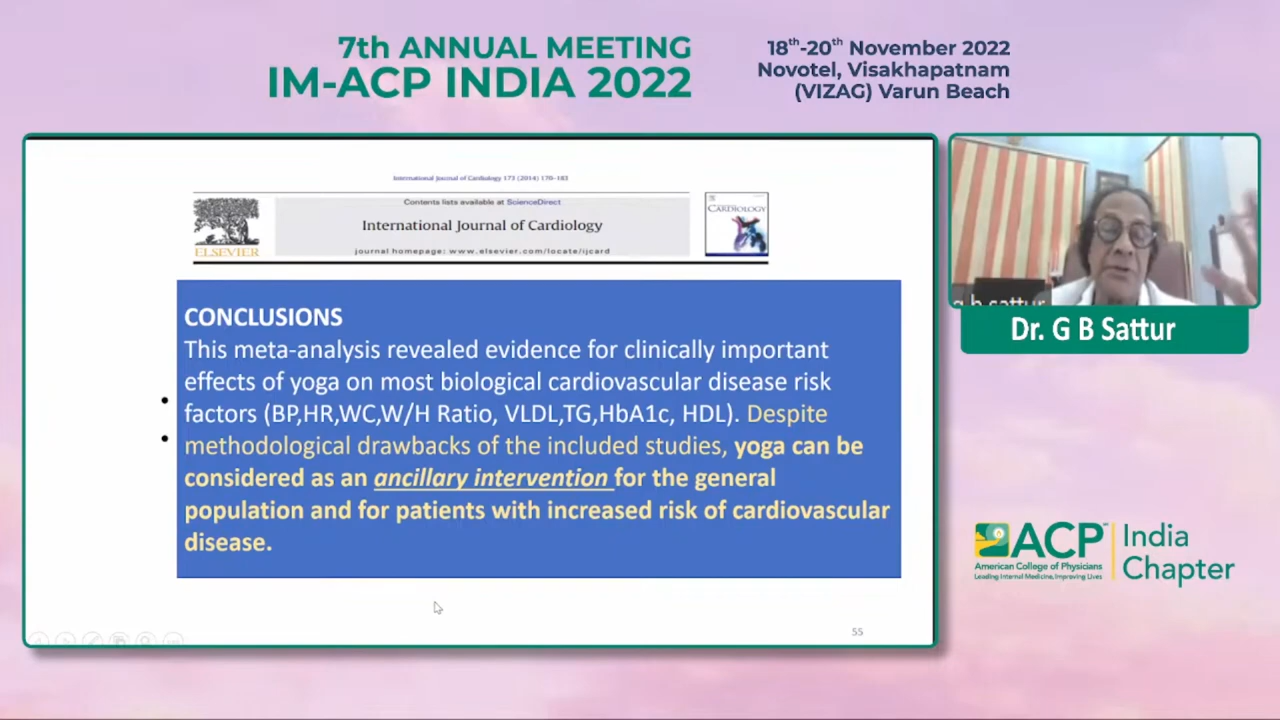 7th ANNUAL MEETING
IM-ACP INDIA 2022
18th-20th November 2022
Novotel, Visakhapatnam
(VIZAG) Varun Beach
International Journal of Cardiology 173 (2014) 170–183
Contents lists available at ScienceDirect
International Journal of Cardiology
journal homepage: www.elsevier.com/locate/ijcard
ELSEVIER
CARDIOLOGY
CONCLUSIONS
This meta-analysis revealed evidence for clinically important
effects of yoga on most biological cardiovascular disease risk
factors (BP,HR,WC,W/H Ratio, VLDL,TG,HbA1c, HDL). Despite
methodological drawbacks of the included studies, yoga can be
considered as an ancillary intervention for the general
population and for patients with increased risk of cardiovascular
disease.
55
g b sattur
Dr. G B Sattur
ACP
American College of Physicians
Leading Internal Medicine, Improving Lives
India
Chapter